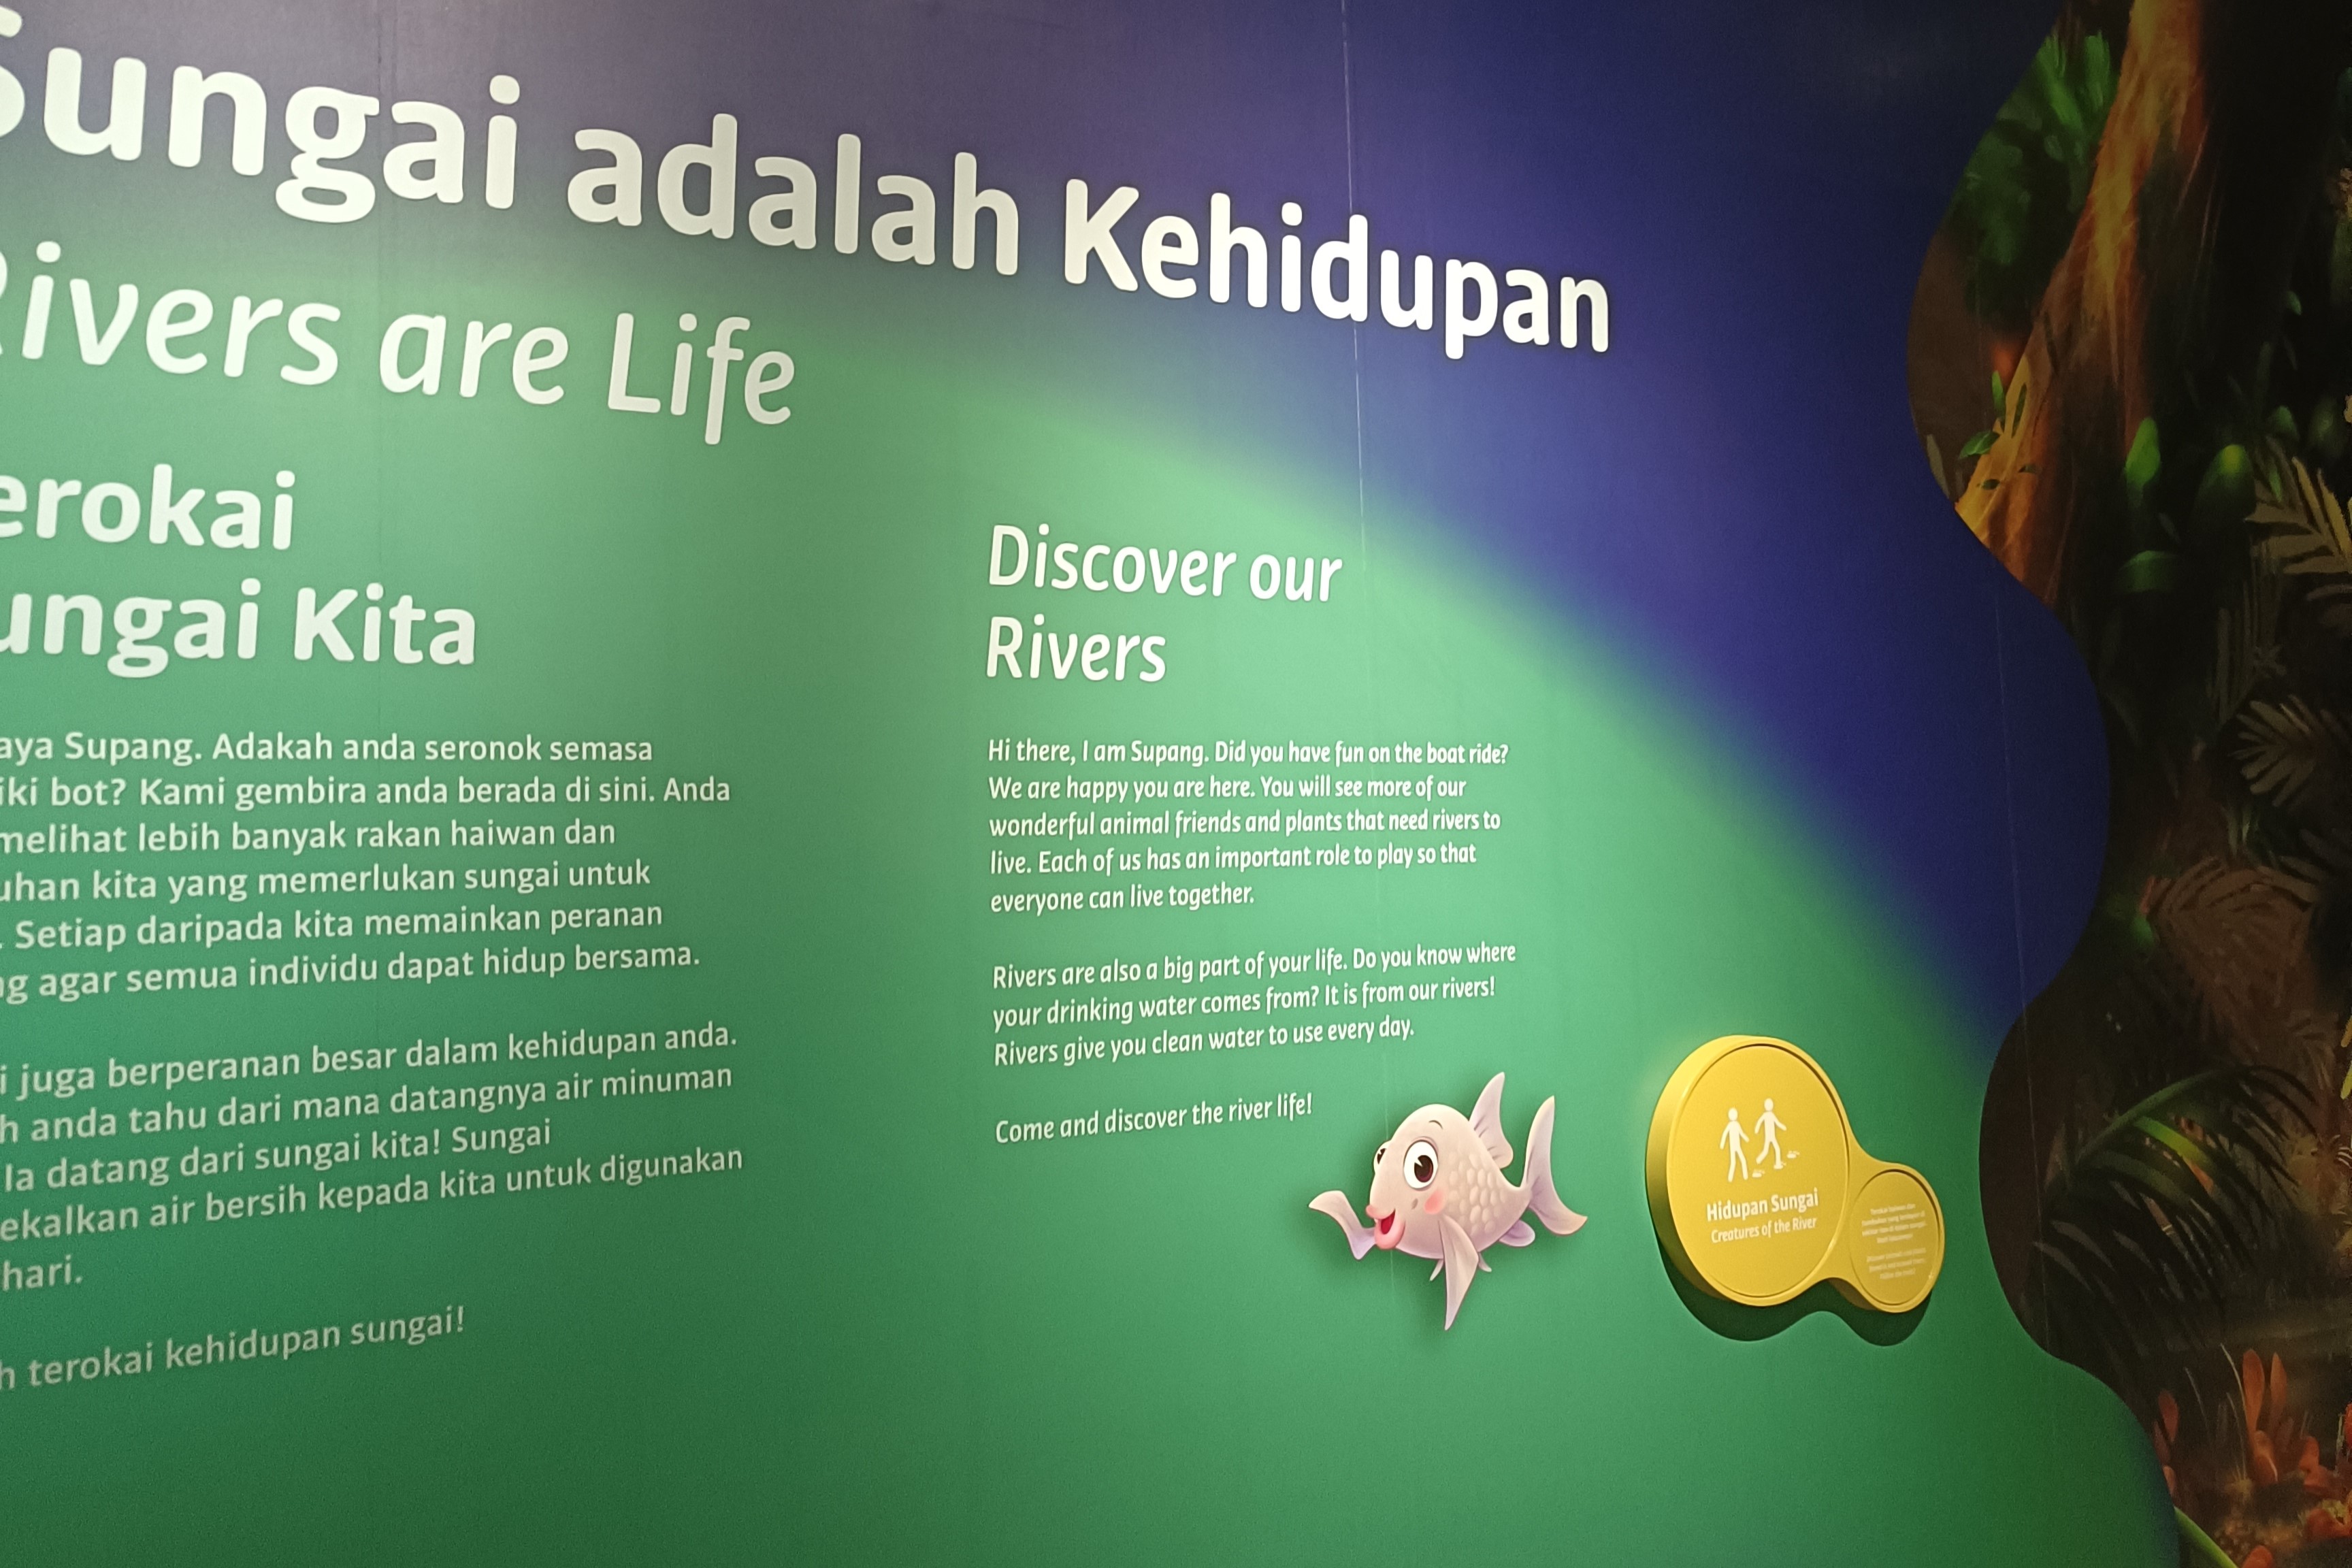 Sungai adalah Kehidupan
Rivers are Life
erokai
ungai Kita
aya Supang. Adakah anda seronok semasa
iki bot? Kami gembira anda berada di sini. Anda
melihat lebih banyak rakan haiwan dan
uhan kita yang memerlukan sungai untuk
. Setiap daripada kita memainkan peranan
ng agar semua individu dapat hidup bersama.
i juga berperanan besar dalam kehidupan anda.
h anda tahu dari mana datangnya air minuman
Ia datang dari sungai kita! Sungai
ekalkan air bersih kepada kita untuk digunakan
hari.
h terokai kehidupan sungai!
Discover our
Rivers
Hi there, I am Supang. Did you have fun on the boat ride?
We are happy you are here. You will see more of our
wonderful animal friends and plants that need rivers to
live. Each of us has an important role to play so that
everyone can live together.
Rivers are also a big part of your life. Do you know where
your drinking water comes from? It is from our rivers!
Rivers give you clean water to use every day.
Come and discover the river life!
Hidupan Sungai
Creatures of the River